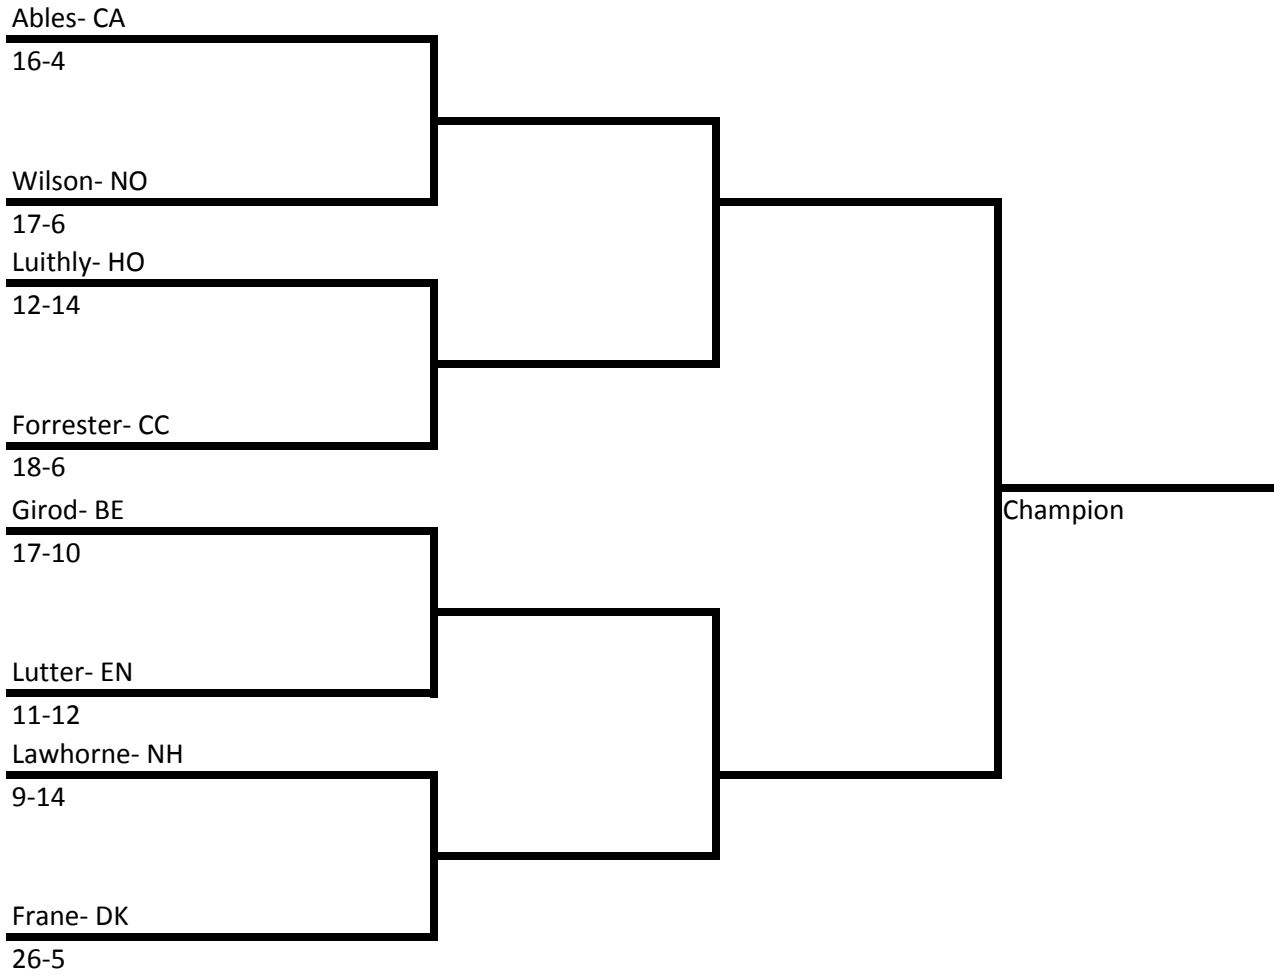 Ables- CA
16-4
Wilson- NO
17-6
Luithly- HO
12-14
Forrester- CC
18-6
Girod- BE
Champion
17-10
Lutter- EN
11-12
Lawhorne- NH
9-14
Frane- DK
26-5